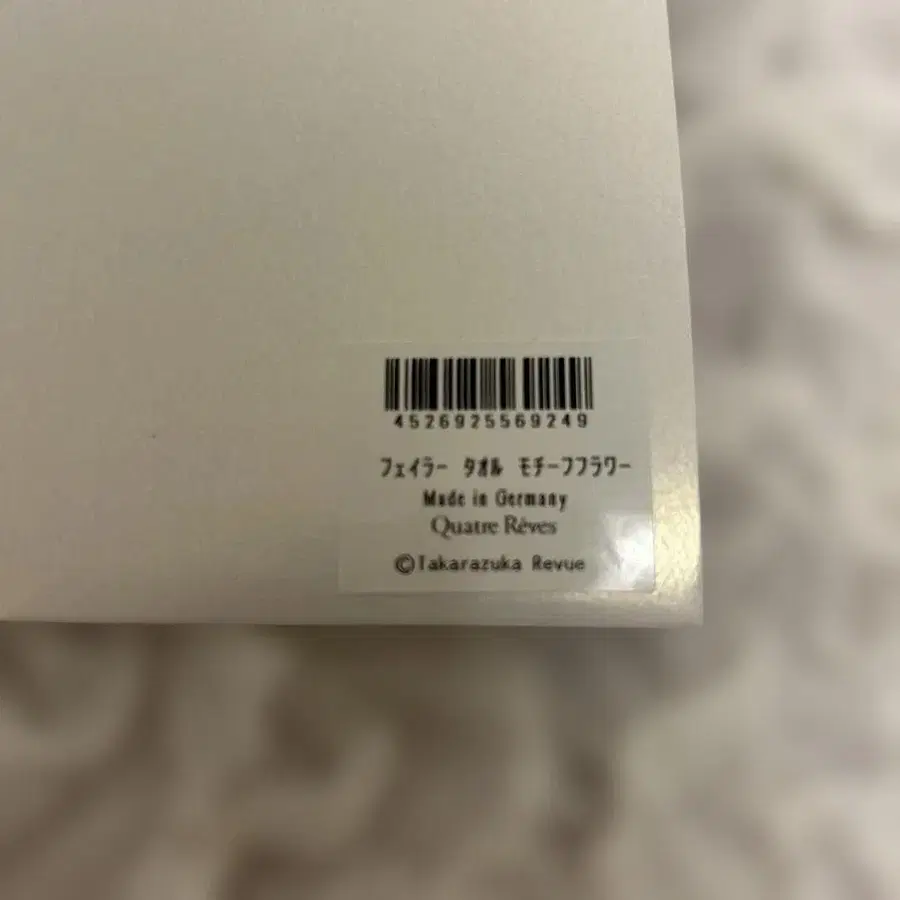 4526925569249
フェイラー タオル モチーフフラワー
Made in Germany
Quatre Rêves
©Takarazuka Revue